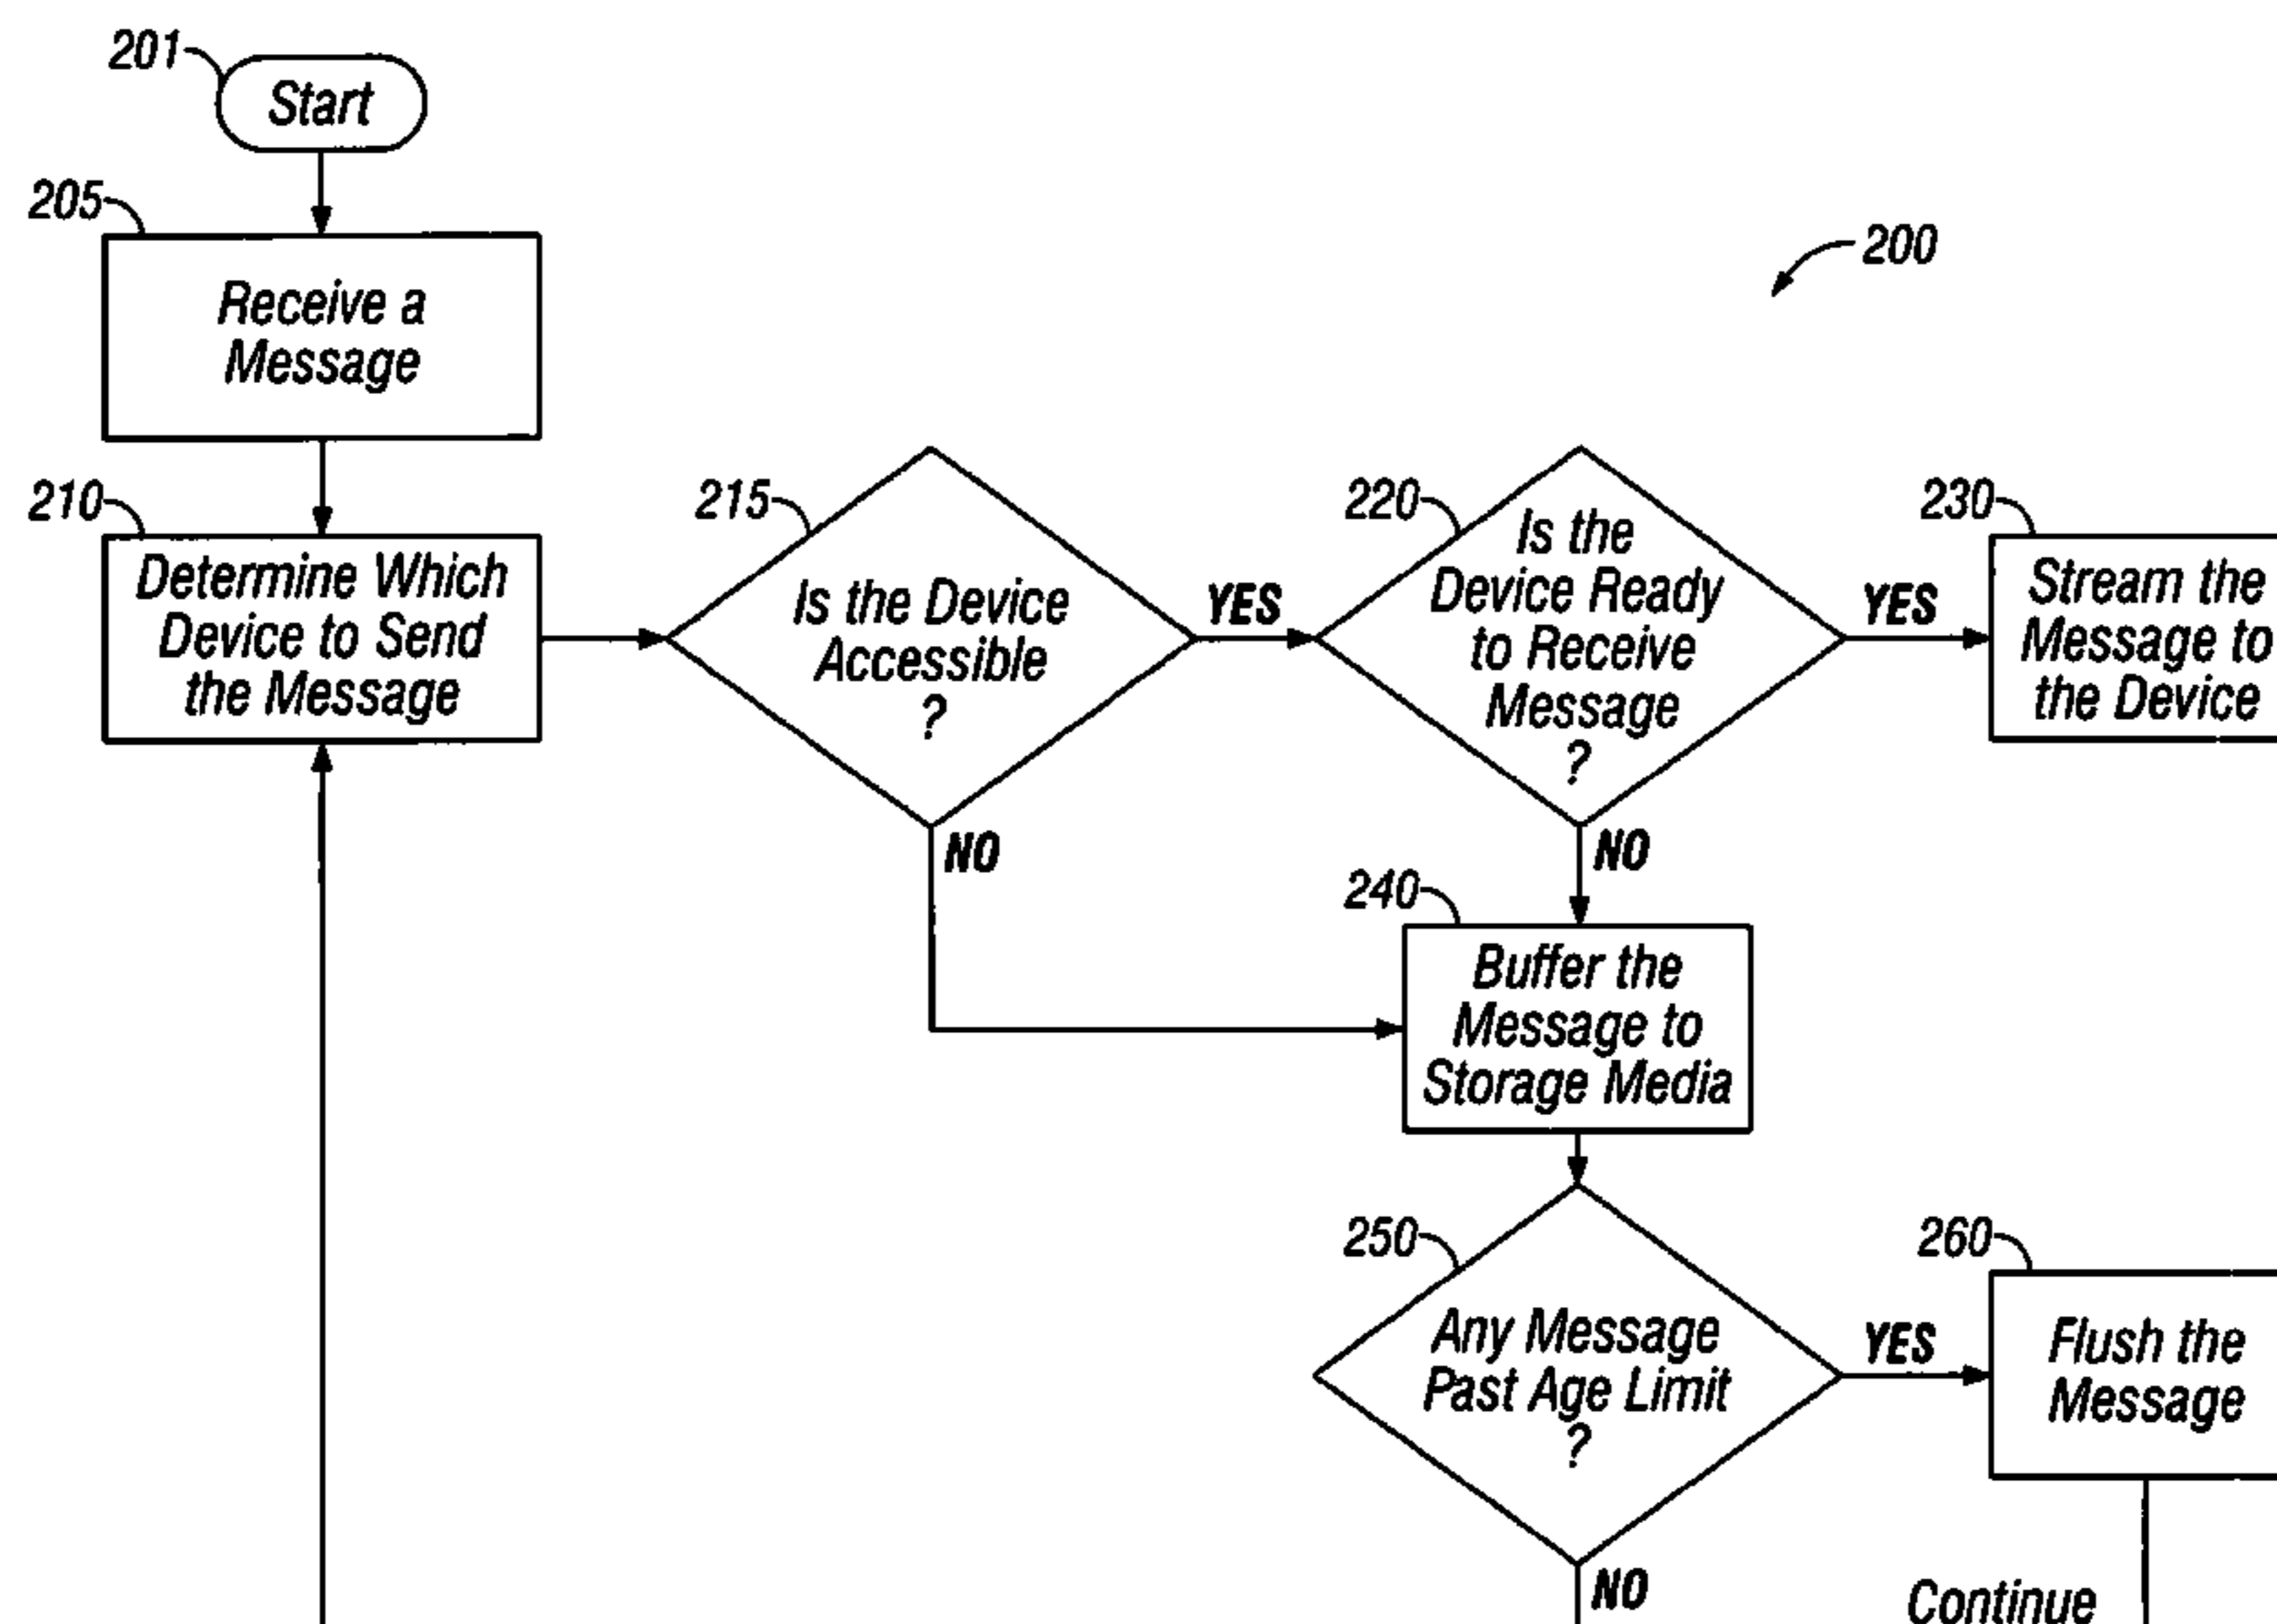 201
Start
205
Receive a
Message
200
210
Determine Which
Device to Send
the Message
215
Is the Device
Accessible
?
YES
220
Is the
Device Ready
to Receive
Message
?
YES
230
Stream the
Message to
the Device
NO
NO
240
Buffer the
Message to
Storage Media
250
Any Message
Past Age Limit
?
YES
260
Flush the
Message
NO
Continue